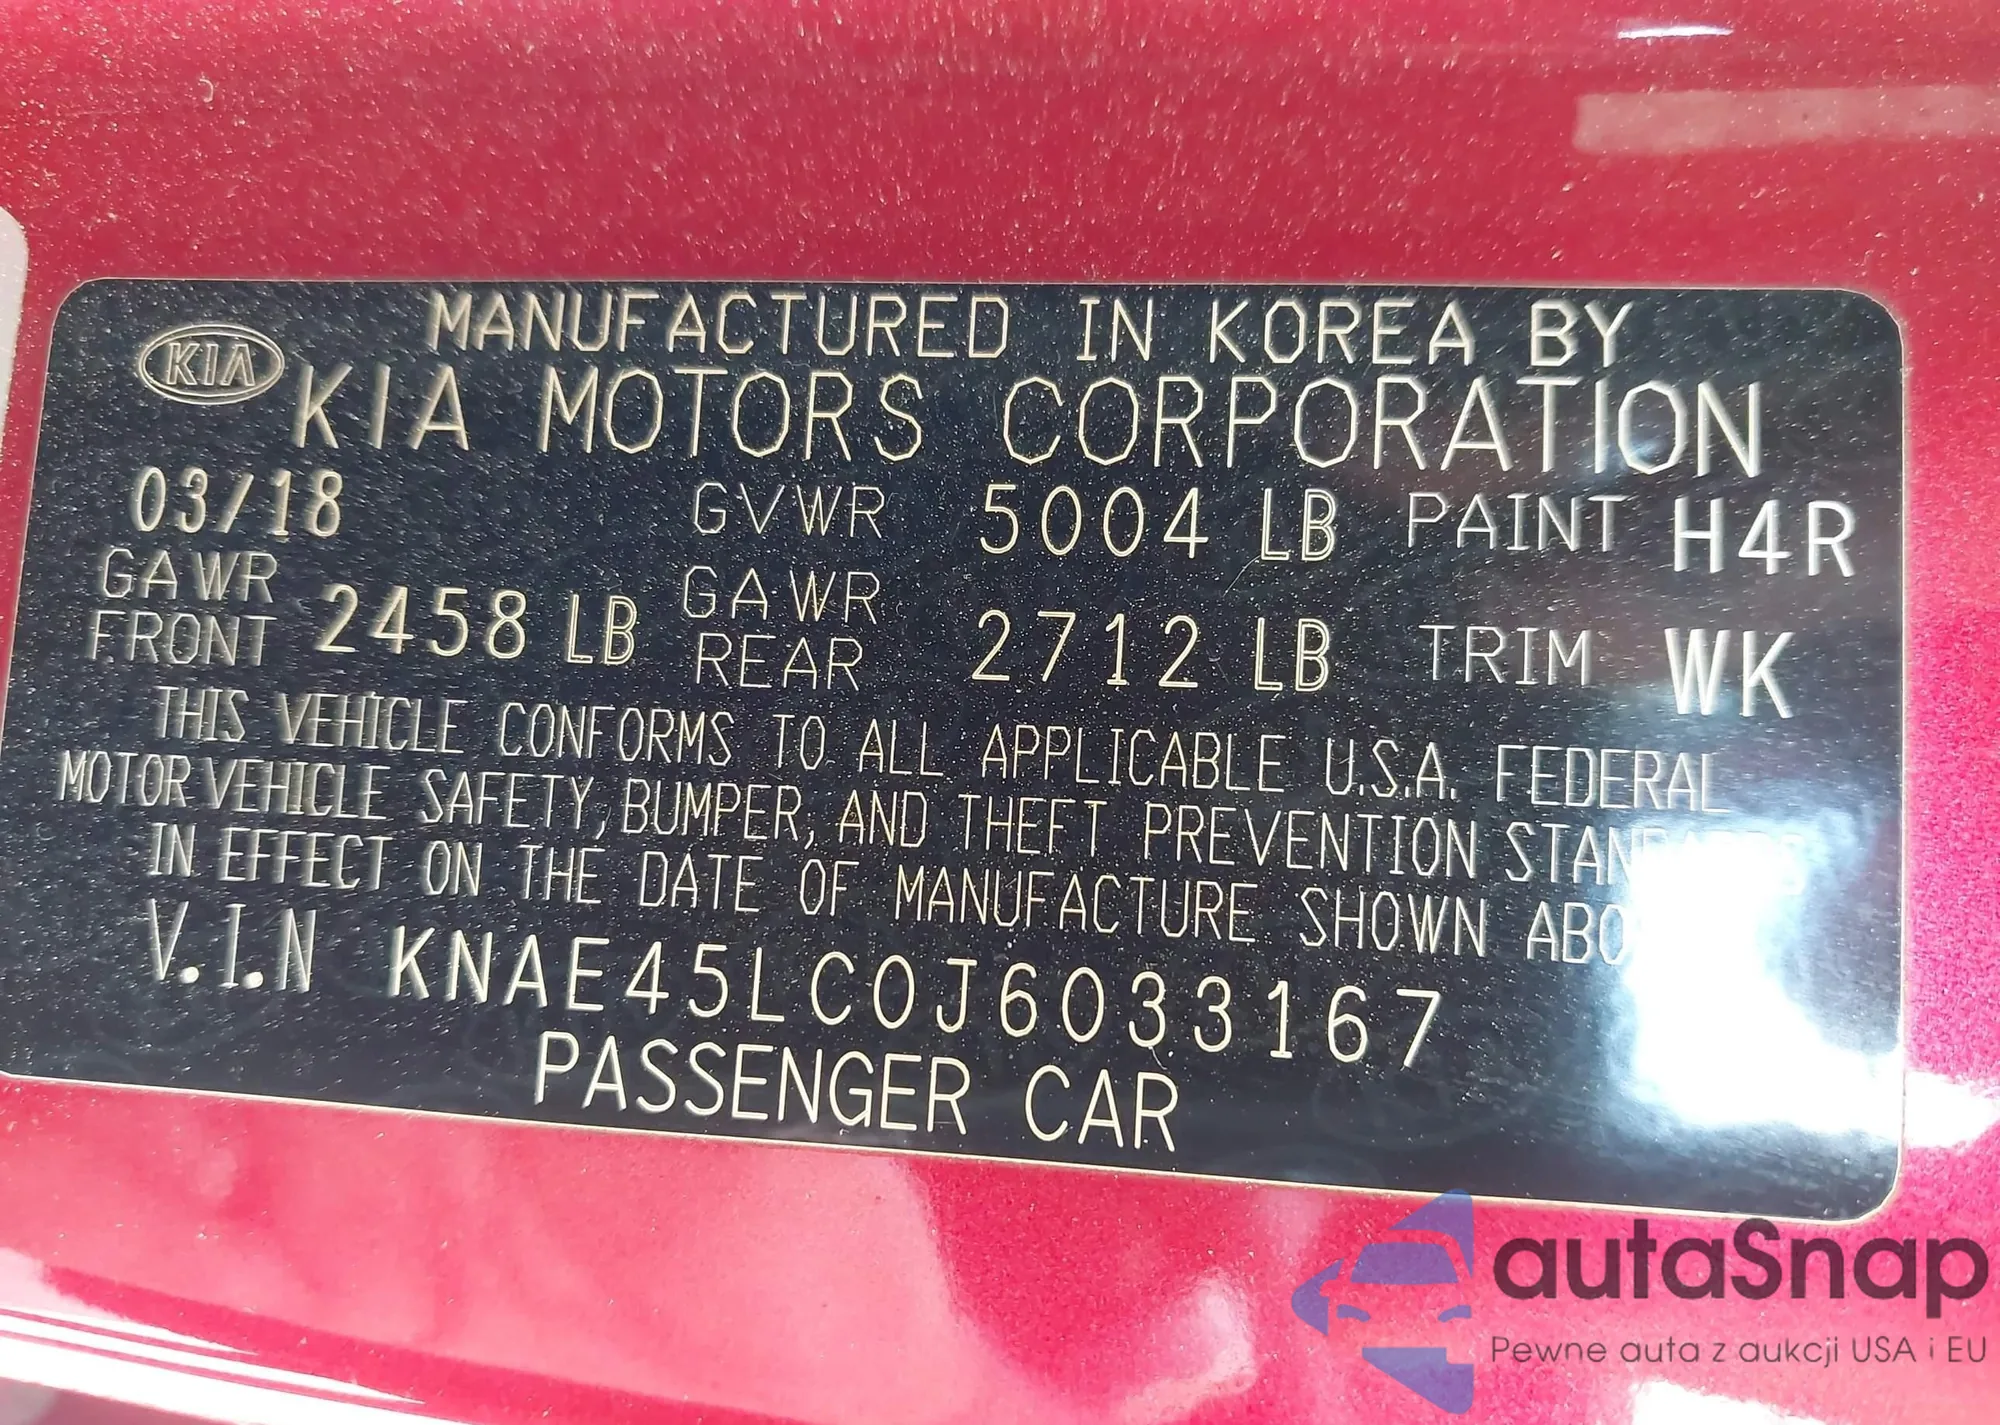 MANUFACTURED IN KOREA BY
KIA
KIA MOTORS CORPORATION
03/18 GVWR 5004 LB PAINT H4R
GAWR FRONT 2458 LB GAWR REAR 2712 LB TRIM WK
THIS VEHICLE CONFORMS TO ALL APPLICABLE U.S.A. FEDERAL
MOTOR VEHICLE SAFETY, BUMPER, AND THEFT PREVENTION STANDARDS
IN EFFECT ON THE DATE OF MANUFACTURE SHOWN
V.I.N KNAE45LC0J6033167
PASSENGER CAR
autaSnap
Pewne auta z aukcji USA i EU